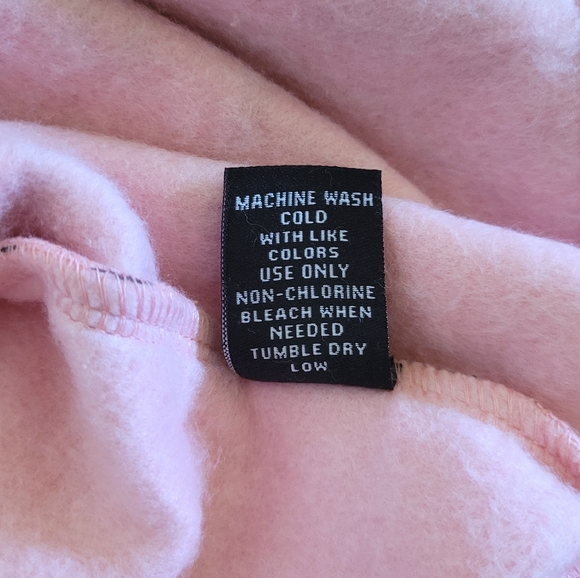 MACHINE WASH
COLD
WITH LIKE
COLORS
USE ONLY
NON-CHLORINE
BLEACH WHEN
NEEDED
TUMBLE DRY
LOW